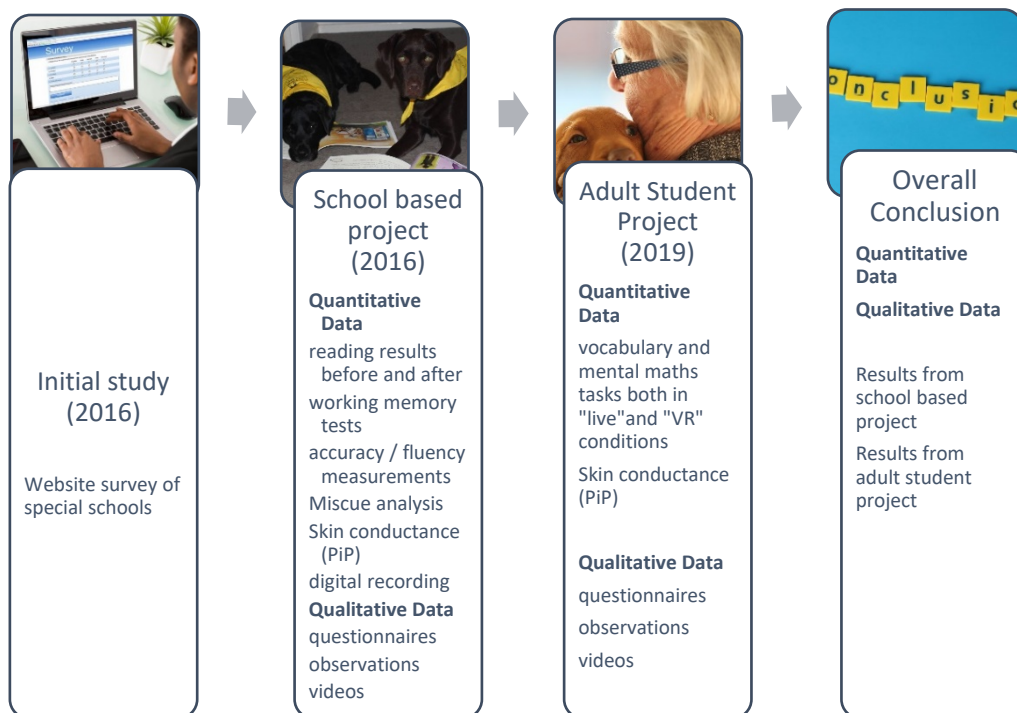 Survey
onclusio
Initial study
(2016)
Website survey of
special schools
School based
project
(2016)
Quantitative
Data
reading results
before and after
working memory
tests
accuracy / fluency
measurements
Miscue analysis
Skin conductance
(PiP)
digital recording
Qualitative Data
questionnaires
observations
videos
Adult Student
Project
(2019)
Quantitative
Data
vocabulary and
mental maths
tasks both in
"live"and "VR"
conditions
Skin conductance
(PiP)
Qualitative Data
questionnaires
observations
videos
Overall
Conclusion
Quantitative
Data
Qualitative Data
Results from
school based
project
Results from
adult student
project